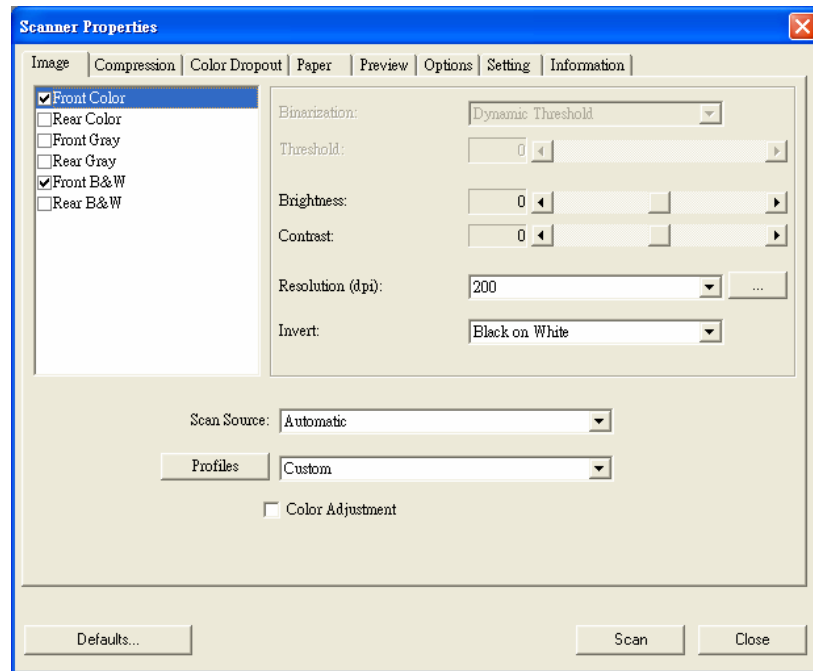 Scanner Properties
Image Compression Color Dropout Paper Preview Options Setting Information
Front Color
Rear Color
Front Gray
Rear Gray
Front B&W
Rear B&W
Binarization: Dynamic Threshold
Threshold: 0
Brightness: 0
Contrast: 0
Resolution (dpi): 200 ...
Invert: Black on White
Scan Source: Automatic
Profiles Custom
Color Adjustment
Defaults... Scan Close